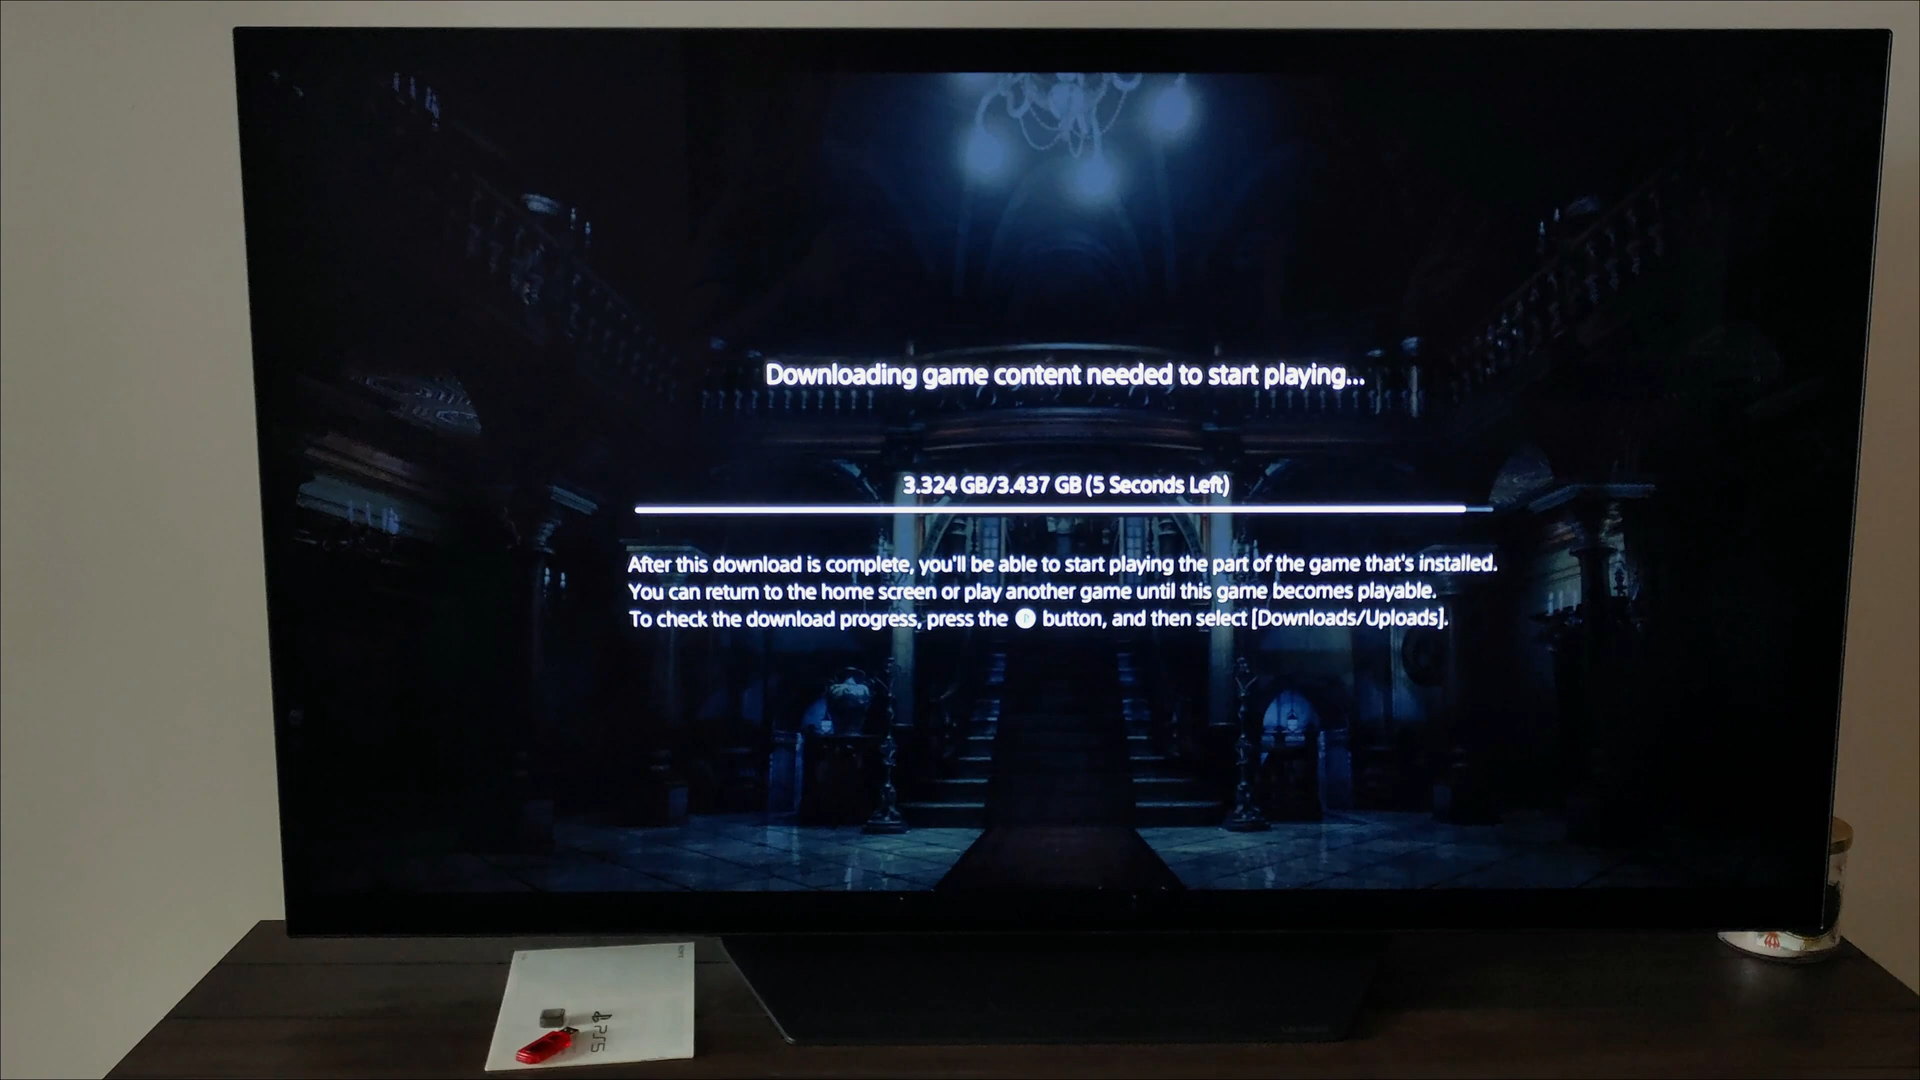 Downloading game content needed to start playing...
3.324 GB/3.437 GB (5 Seconds Left)
After this download is complete, you'll be able to start playing the part of the game that's installed.
You can return to the home screen or play another game until this game becomes playable.
To check the download progress, press the button, and then select [Downloads/Uploads].
SONY
PS5